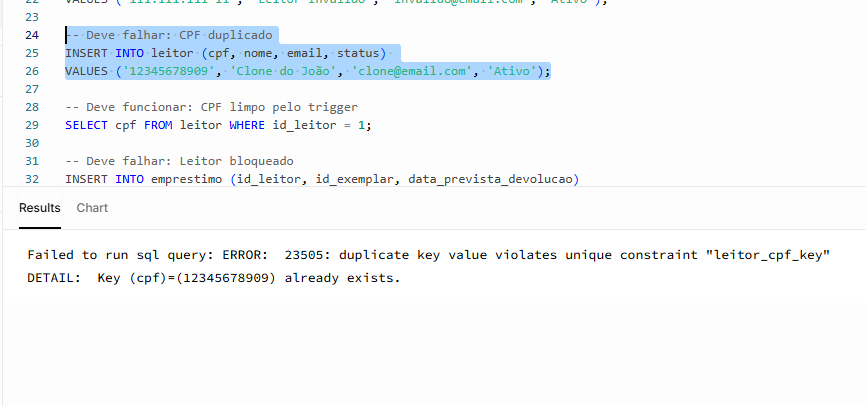 22 VALUES ('111.111.111-11', 'Leitor Inválido', 'invalido@email.com', 'Ativo');
23
24 -- Deve falhar: CPF duplicado
25 INSERT INTO leitor (cpf, nome, email, status)
26 VALUES ('12345678909', 'Clone do João', 'clone@email.com', 'Ativo');
27
28 -- Deve funcionar: CPF limpo pelo trigger
29 SELECT cpf FROM leitor WHERE id_leitor = 1;
30
31 -- Deve falhar: Leitor bloqueado
32 INSERT INTO emprestimo (id_leitor, id_exemplar, data_prevista_devolucao)
Results Chart
Failed to run sql query: ERROR: 23505: duplicate key value violates unique constraint "leitor_cpf_key"
DETAIL: Key (cpf)=(12345678909) already exists.